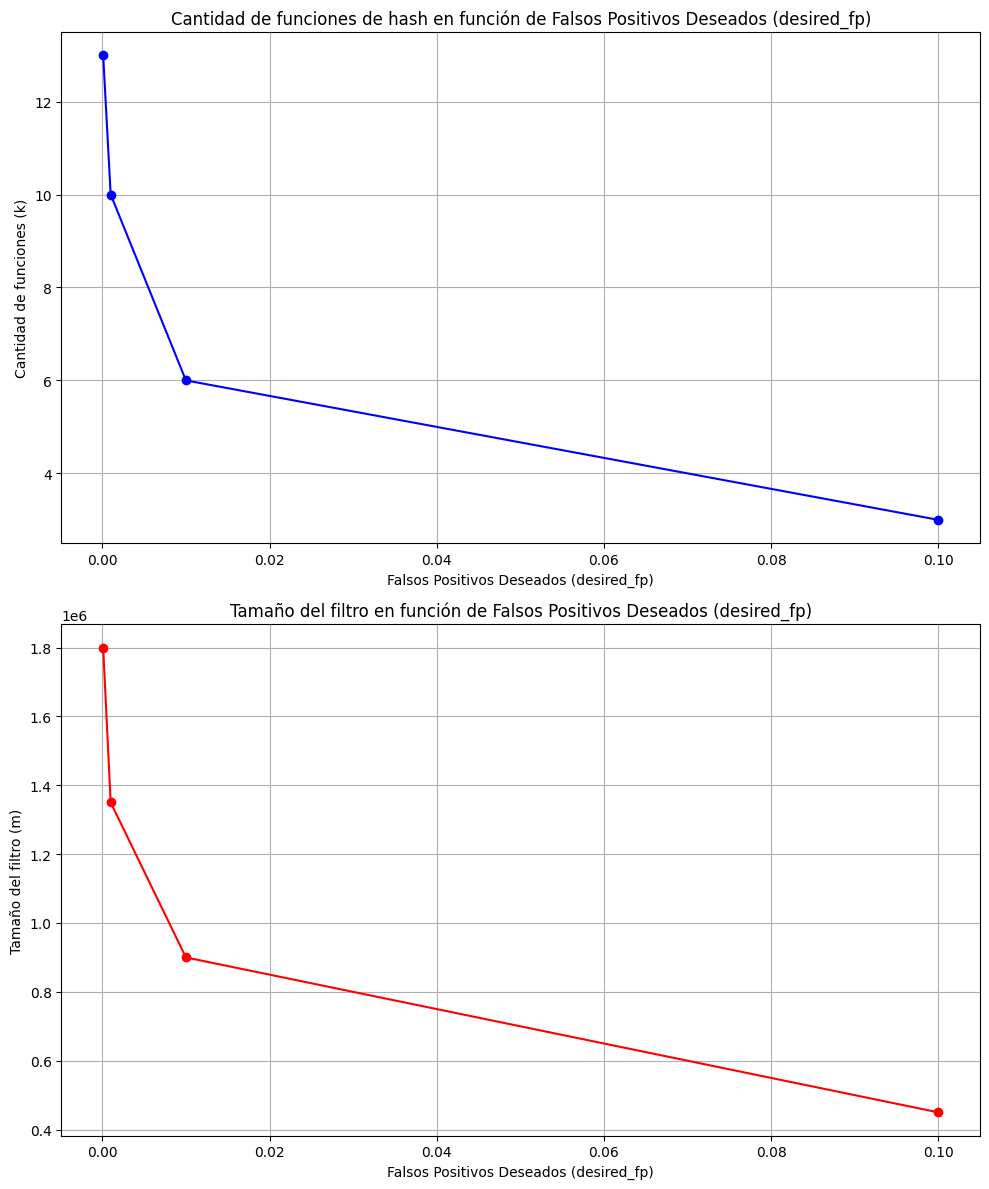 Cantidad de funciones de hash en función de Falsos Positivos Deseados (desired_fp)
12
10
8
6
4
Cantidad de funciones (k)
0.00 0.02 0.04 0.06 0.08 0.10
Falsos Positivos Deseados (desired_fp)
Tamaño del filtro en función de Falsos Positivos Deseados (desired_fp)
1e6
1.8
1.6
1.4
1.2
1.0
0.8
0.6
0.4
Tamaño del filtro (m)
0.00 0.02 0.04 0.06 0.08 0.10
Falsos Positivos Deseados (desired_fp)